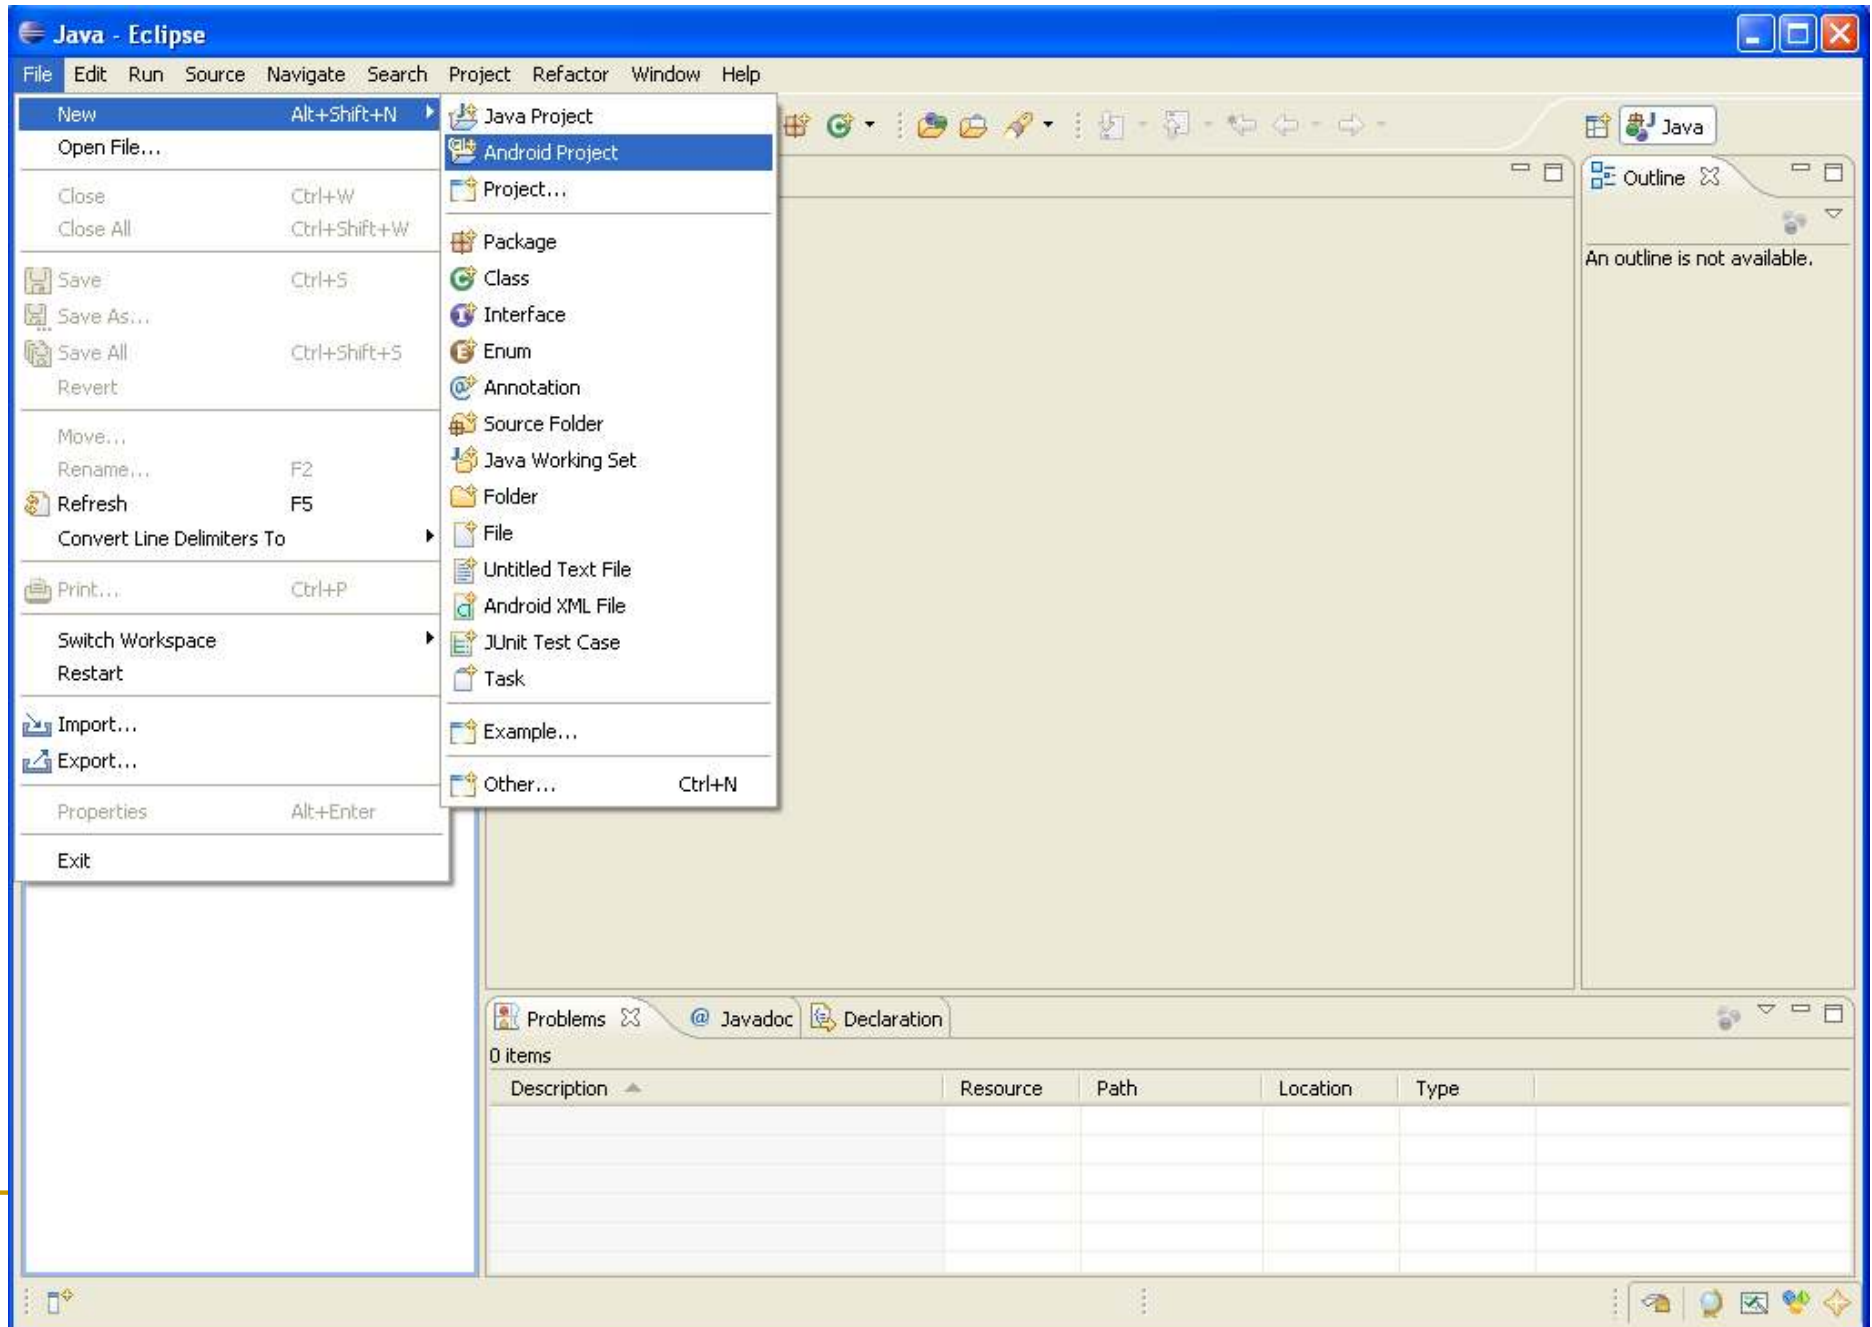 Java - Eclipse
File Edit Run Source Navigate Search Project Refactor Window Help
New Alt+Shift+N
Open File...
Close Ctrl+W
Close All Ctrl+Shift+W
Save Ctrl+S
Save As...
Save All Ctrl+Shift+S
Revert
Move...
Rename... F2
Refresh F5
Convert Line Delimiters To
Print... Ctrl+P
Switch Workspace
Restart
Import...
Export...
Properties Alt+Enter
Exit
Java Project
Android Project
Project...
Package
Class
Interface
Enum
Annotation
Source Folder
Java Working Set
Folder
File
Untitled Text File
Android XML File
JUnit Test Case
Task
Example...
Other... Ctrl+N
Java
Outline
An outline is not available.
Problems @ Javadoc Declaration
0 items
Description Resource Path Location Type